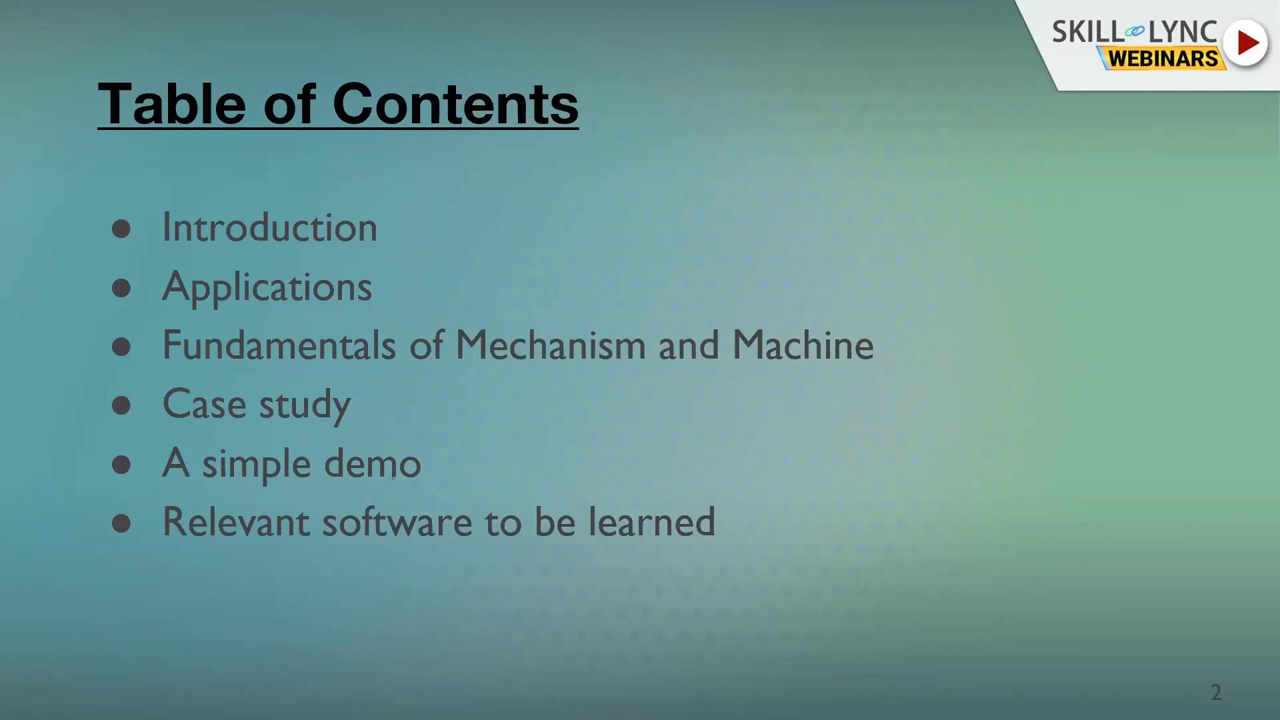 SKILL LYNC
WEBINARS
Table of Contents
● Introduction
● Applications
● Fundamentals of Mechanism and Machine
● Case study
● A simple demo
● Relevant software to be learned
2